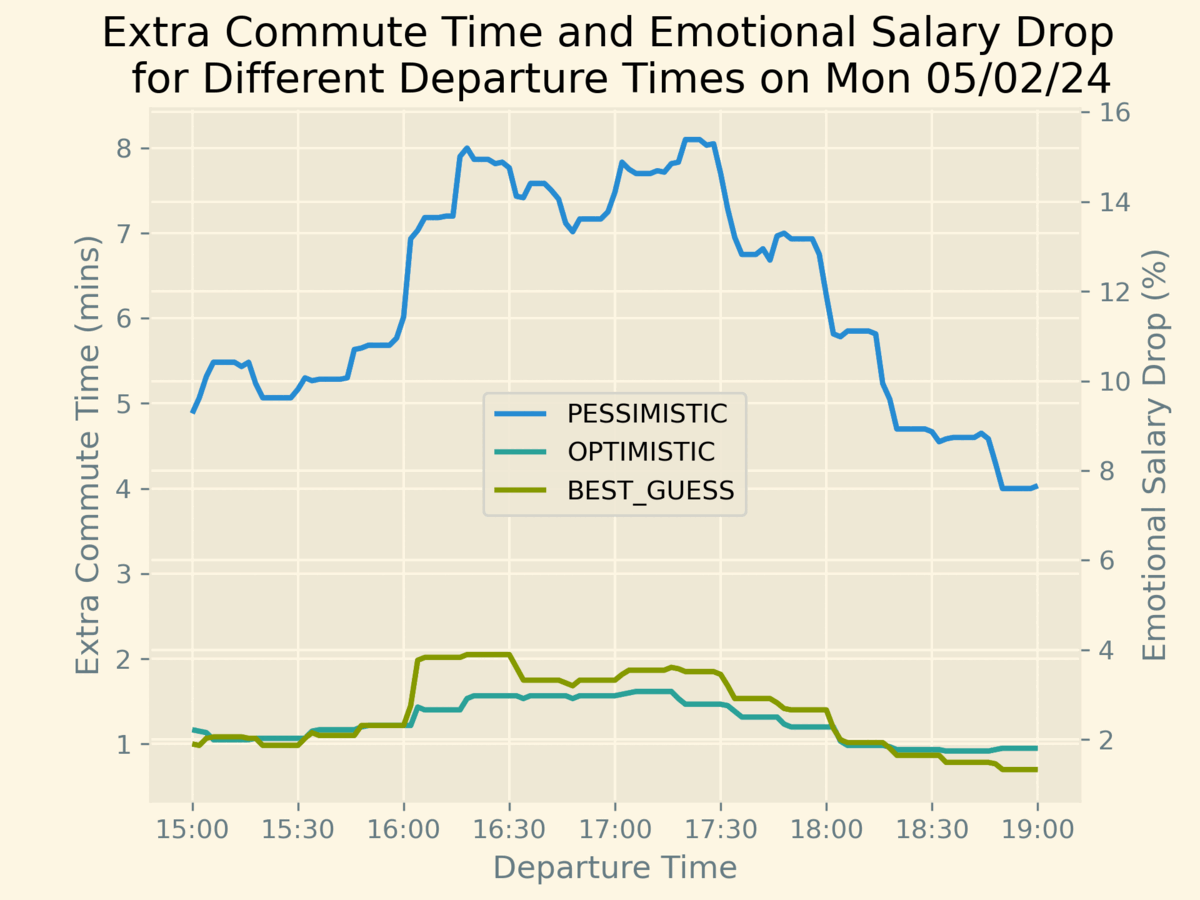 Extra Commute Time and Emotional Salary Drop
for Different Departure Times on Mon 05/02/24
Extra Commute Time (mins)
8
7
6
5
4
3
2
1
PESSIMISTIC
OPTIMISTIC
BEST_GUESS
16
14
12
10
8
6
4
2
Emotional Salary Drop (%)
15:00 15:30 16:00 16:30 17:00 17:30 18:00 18:30 19:00
Departure Time